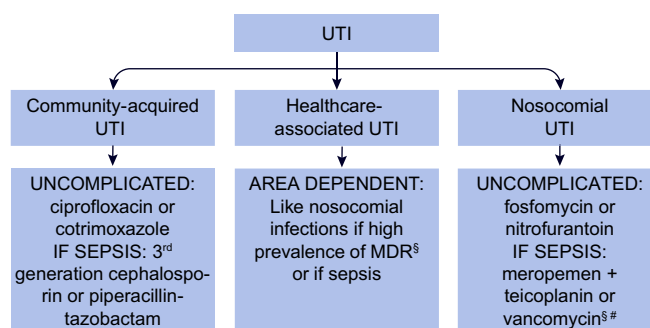 UTI
Community-acquired
UTI
Healthcare-
associated UTI
Nosocomial
UTI
UNCOMPLICATED:
ciprofloxacin or
cotrimoxazole
IF SEPSIS: 3rd
generation cephalospo-
rin or piperacillin-
tazobactam
AREA DEPENDENT:
Like nosocomial
infections if high
prevalence of MDR§
or if sepsis
UNCOMPLICATED:
fosfomycin or
nitrofurantoin
IF SEPSIS:
meropemen +
teicoplanin or
vancomycin§ #